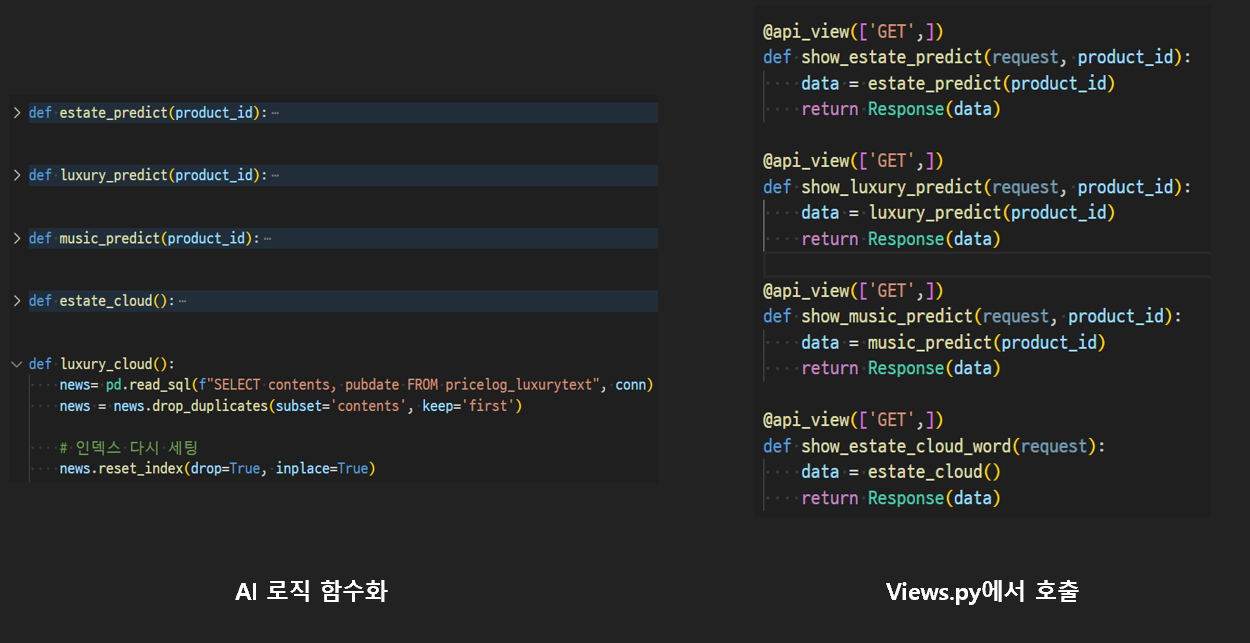 def estate_predict(product_id):
def luxury_predict(product_id):
def music_predict(product_id):
def estate_cloud():
def luxury_cloud():
    news= pd.read_sql(f"SELECT contents, pubdate FROM pricelog_luxurytext", conn)
    news = news.drop_duplicates(subset='contents', keep='first')
    # 인덱스 다시 세팅
    news.reset_index(drop=True, inplace=True)
AI 로직 함수화
@api_view(['GET',])
def show_estate_predict(request, product_id):
    data = estate_predict(product_id)
    return Response(data)
@api_view(['GET',])
def show_luxury_predict(request, product_id):
    data = luxury_predict(product_id)
    return Response(data)
@api_view(['GET',])
def show_music_predict(request, product_id):
    data = music_predict(product_id)
    return Response(data)
@api_view(['GET',])
def show_estate_cloud_word(request):
    data = estate_cloud()
    return Response(data)
Views.py에서 호출